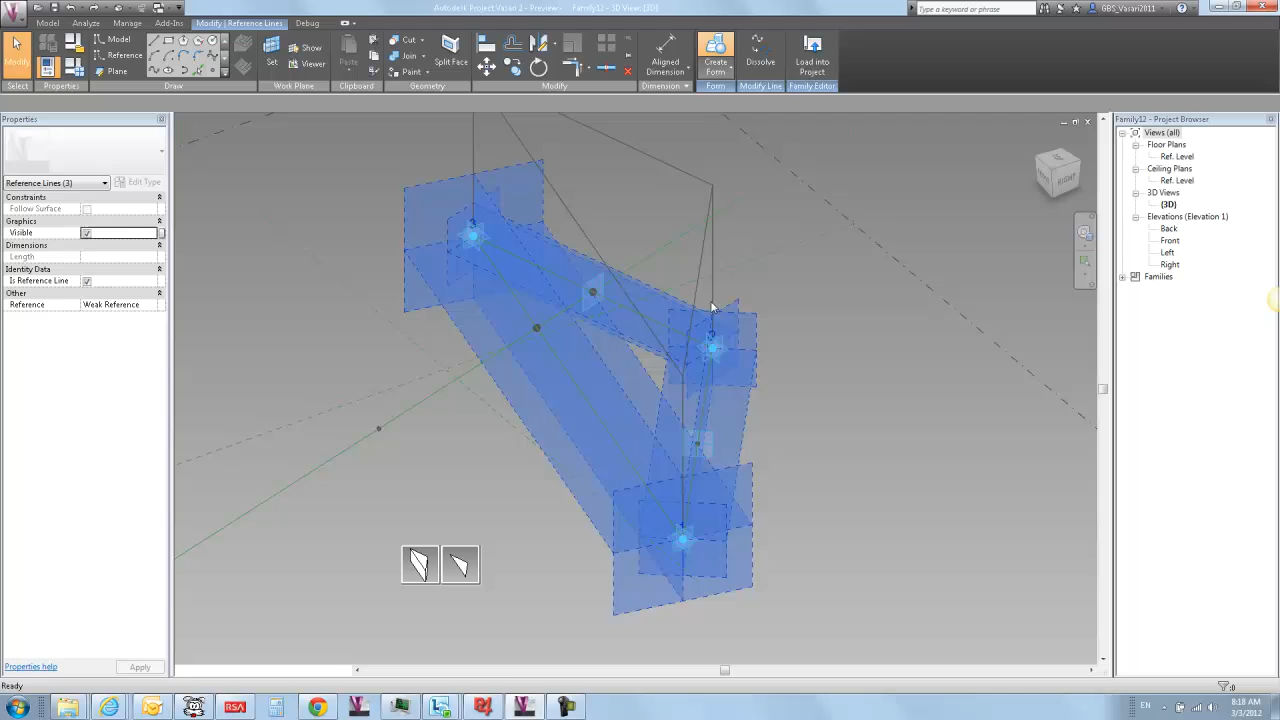 Autodesk Project Vasari 2 - Preview- Family12 - 3D View: {3D}
Type a keyword or phrase
GBS_Vasari2011
Model Analyze Manage Add-Ins Modify | Reference Lines Debug
Modify
Model
Reference
Plane
Set
Show
Viewer
Paste
Cut
Join
Paint
Split Face
Aligned Dimension
Create Form
Dissolve
Load into Project
Select Properties Draw Work Plane Clipboard Geometry Modify Dimension Form Modify Line Family Editor
Properties
Reference Lines (3) Edit Type
Constraints
Follow Surface
Graphics
Visible
Dimensions
Length
Identity Data
Is Reference Line
Other
Reference Weak Reference
Properties help Apply
RIGHT
Family12 - Project Browser
Views (all)
Floor Plans
Ref. Level
Ceiling Plans
Ref. Level
3D Views
{3D}
Elevations (Elevation 1)
Back
Front
Left
Right
Families
Ready
:0
RSA
EN
8:18 AM
3/3/2012